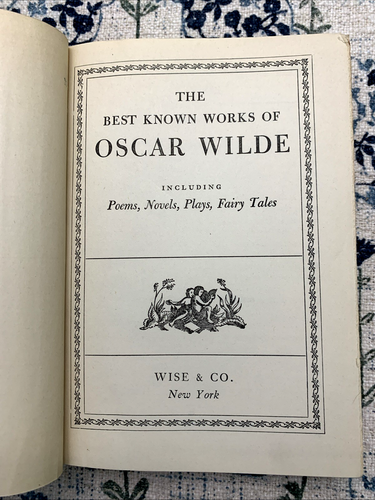 THE
BEST KNOWN WORKS OF
OSCAR WILDE
INCLUDING
Poems, Novels, Plays, Fairy Tales
WISE & CO.
New York